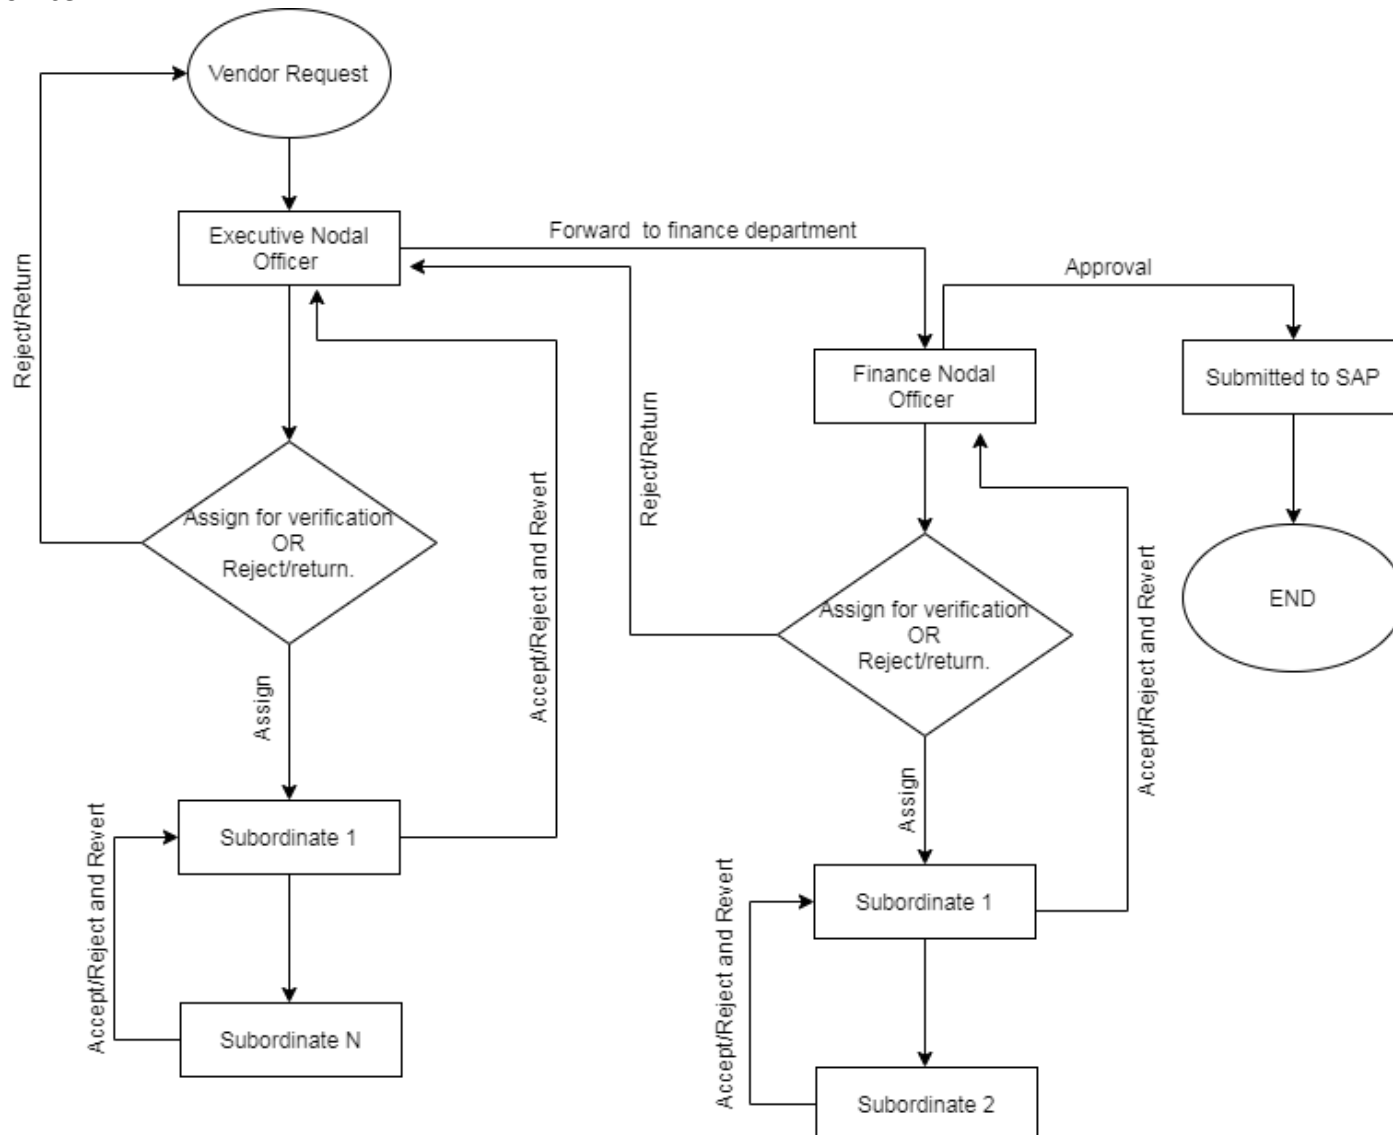 Vendor Request
Executive Nodal
Officer
Forward  to finance department
Approval
Reject/Return
Finance Nodal
Officer
Submitted to SAP
Reject/Return
Assign for verification
OR
Reject/return.
Accept/Reject and Revert
Assign for verification
OR
Reject/return.
Accept/Reject and Revert
END
Assign
Assign
Subordinate 1
Accept/Reject and Revert
Subordinate 1
Accept/Reject and Revert
Subordinate N
Subordinate 2